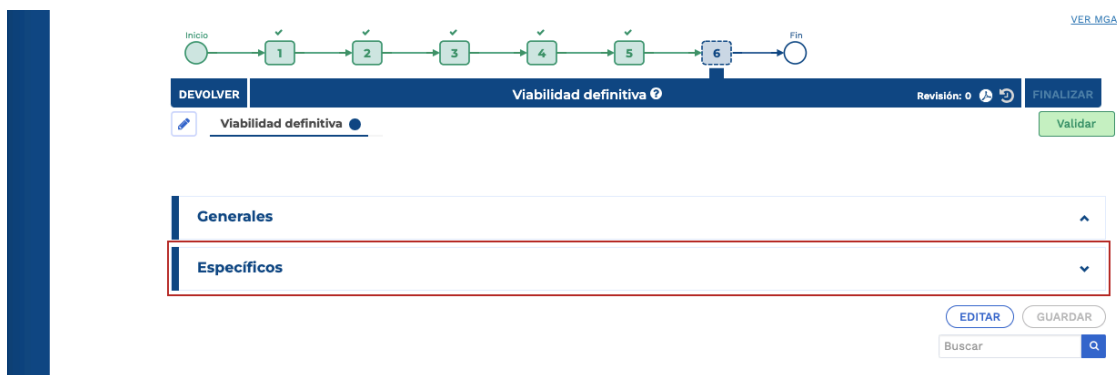 VER MGA
Inicio
Fin
1 2 3 4 5 6
DEVOLVER Viabilidad definitiva ? Revisión: 0 FINALIZAR
Viabilidad definitiva Validar
Generales
Específicos
EDITAR GUARDAR
Buscar